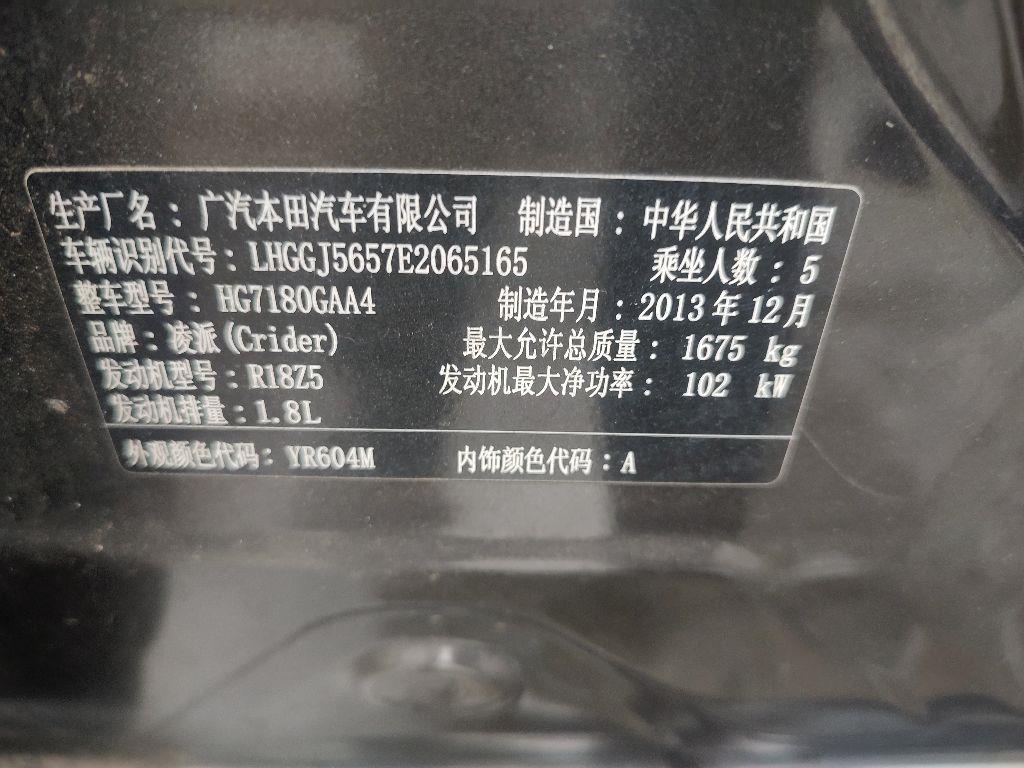 生产厂名：广汽本田汽车有限公司 制造国：中华人民共和国
车辆识别代号：LHGGJ5657E2065165 乘坐人数：5
整车型号：HG7180GAA4 制造年月：2013年12月
品牌：凌派(Crider) 最大允许总质量：1675 kg
发动机型号：R18Z5 发动机最大净功率：102 kW
发动机排量：1.8L
外观颜色代码：YR604M 内饰颜色代码：A